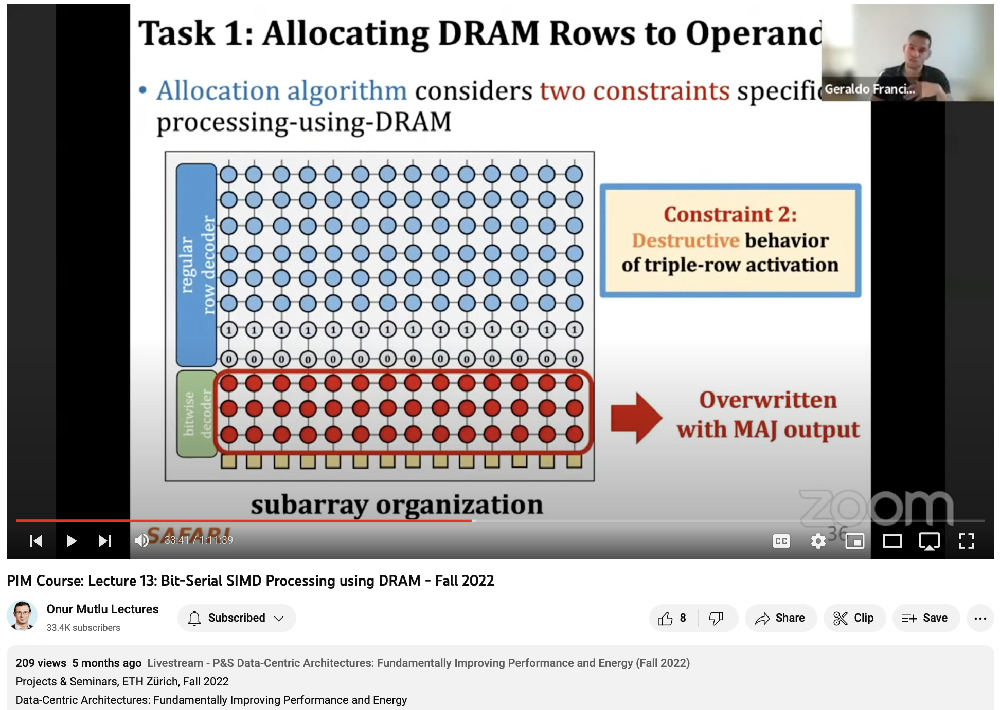 Task 1: Allocating DRAM Rows to Operand
• Allocation algorithm considers two constraints specific
processing-using-DRAM
Geraldo Franci...
regular
row decoder
1 1 1 1 1 1 1 1 1 1 1 1 1 1
0 0 0 0 0 0 0 0 0 0 0 0 0 0
bitwise
decoder
Constraint 2:
Destructive behavior
of triple-row activation
Overwritten
with MAJ output
subarray organization
zoom
SAFARI
33:41 / 1:11:39
CC
36
PIM Course: Lecture 13: Bit-Serial SIMD Processing using DRAM - Fall 2022
Onur Mutlu Lectures
33.4K subscribers
Subscribed
8
Share
Clip
Save
209 views 5 months ago Livestream - P&S Data-Centric Architectures: Fundamentally Improving Performance and Energy (Fall 2022)
Projects & Seminars, ETH Zürich, Fall 2022
Data-Centric Architectures: Fundamentally Improving Performance and Energy